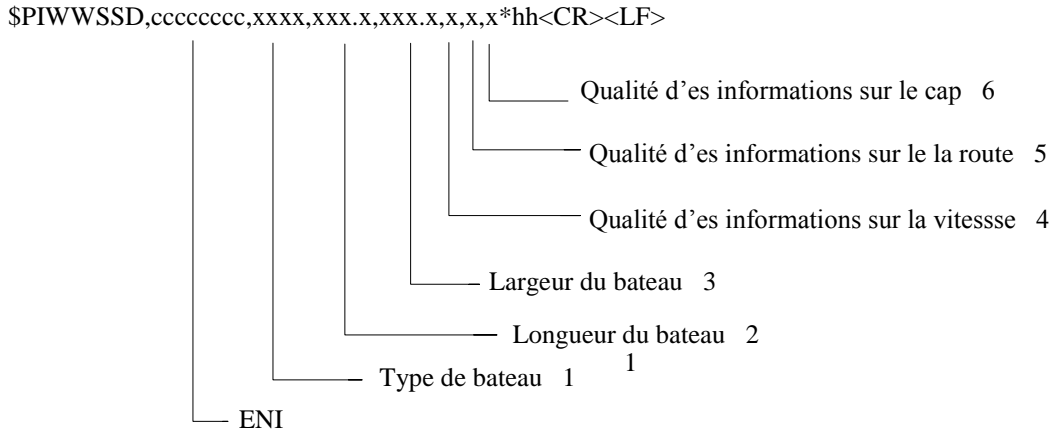 $PIWWSSD,cccccccc,xxxx,xxx.x,xxx.x,x,x,x*hh<CR><LF>
Qualité d’es informations sur le cap 6
Qualité d’es informations sur le la route 5
Qualité d’es informations sur la vitessse 4
Largeur du bateau 3
Longueur du bateau 2
1
Type de bateau 1
ENI